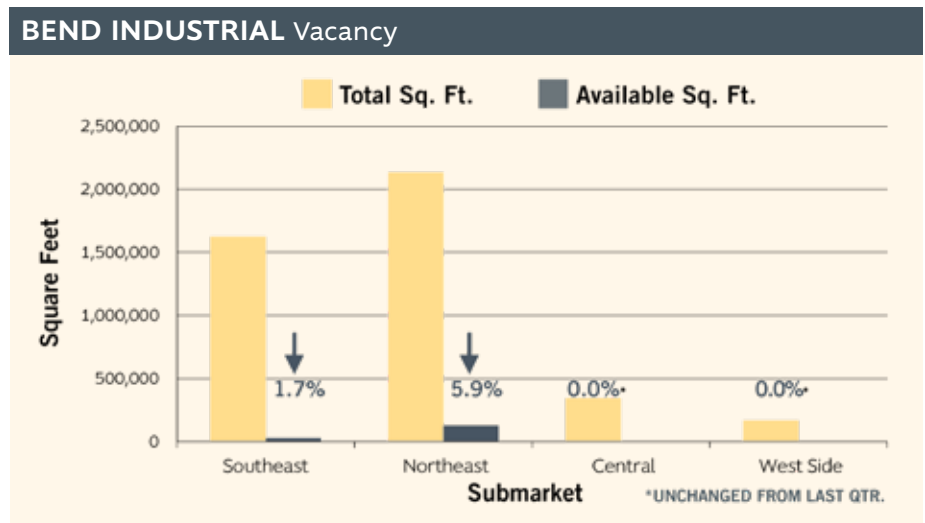 BEND INDUSTRIAL Vacancy
Total Sq. Ft. Available Sq. Ft.
2,500,000
2,000,000
1,500,000
1,000,000
500,000
0
Square Feet
1.7% 5.9% 0.0%* 0.0%*
Southeast Northeast Central West Side
Submarket
*UNCHANGED FROM LAST QTR.